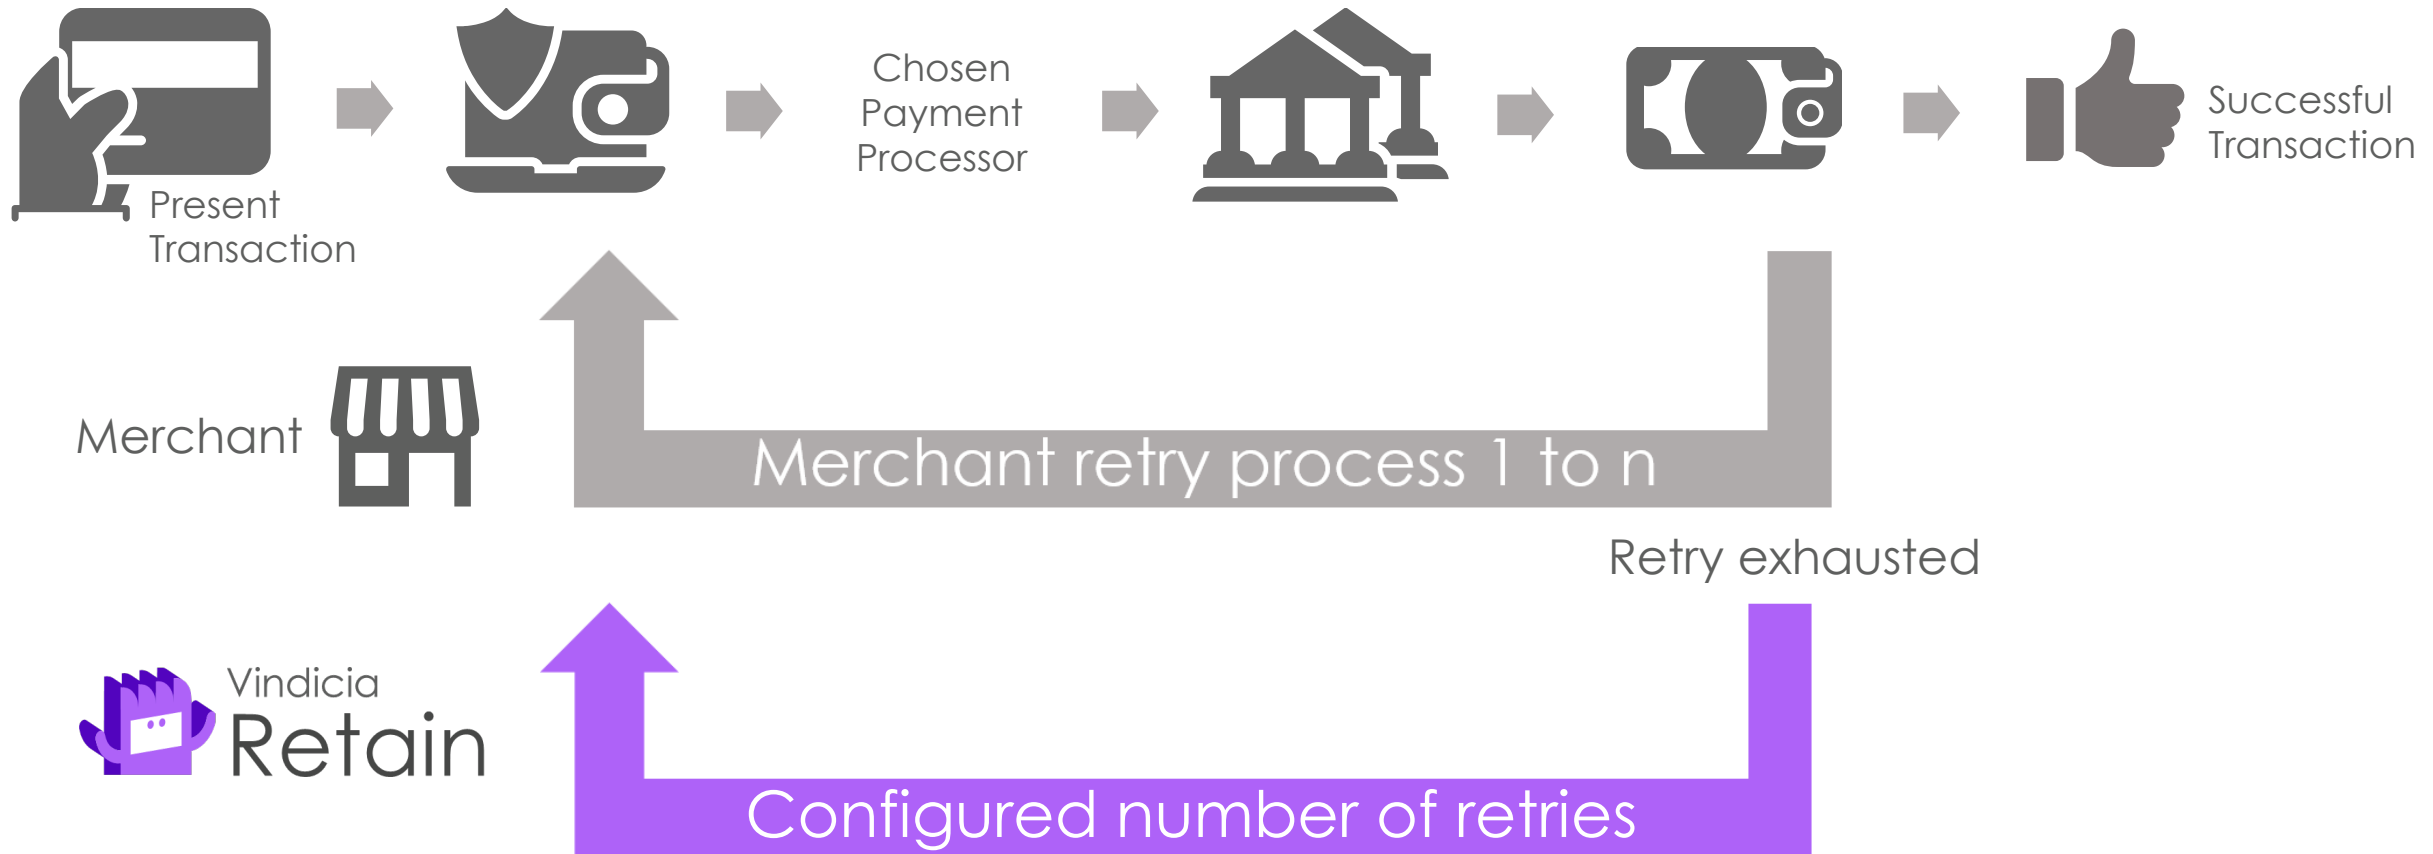 Present
Transaction
Chosen
Payment
Processor
Successful
Transaction
Merchant
Merchant retry process 1 to n
Retry exhausted
Vindicia
Retain
Configured number of retries